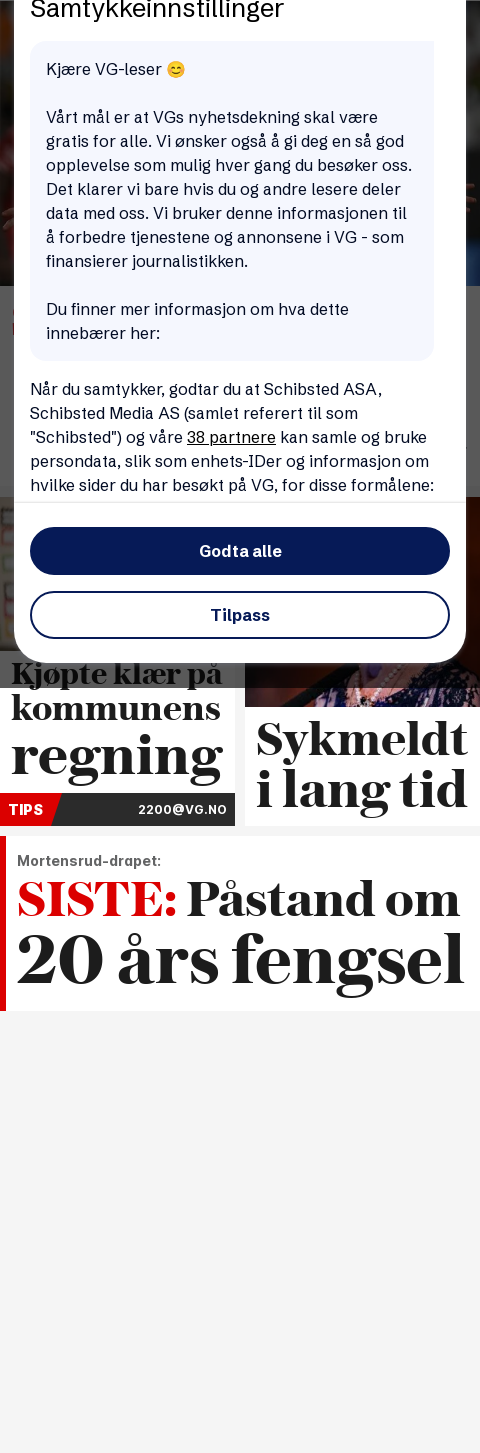 Samtykkeinnstillinger
Kjære VG-leser 😊
Vårt mål er at VGs nyhetsdekning skal være
gratis for alle. Vi ønsker også å gi deg en så god
opplevelse som mulig hver gang du besøker oss.
Det klarer vi bare hvis du og andre lesere deler
data med oss. Vi bruker denne informasjonen til
å forbedre tjenestene og annonsene i VG - som
finansierer journalistikken.
Du finner mer informasjon om hva dette
innebærer her:
Når du samtykker, godtar du at Schibsted ASA,
Schibsted Media AS (samlet referert til som
"Schibsted") og våre 38 partnere kan samle og bruke
persondata, slik som enhets-IDer og informasjon om
hvilke sider du har besøkt på VG, for disse formålene:
Godta alle
Tilpass
Kjøpte klær på
kommunens
regning
TIPS 2200@VG.NO
Sykmeldt
i lang tid
Mortensrud-drapet:
SISTE: Påstand om
20 års fengsel